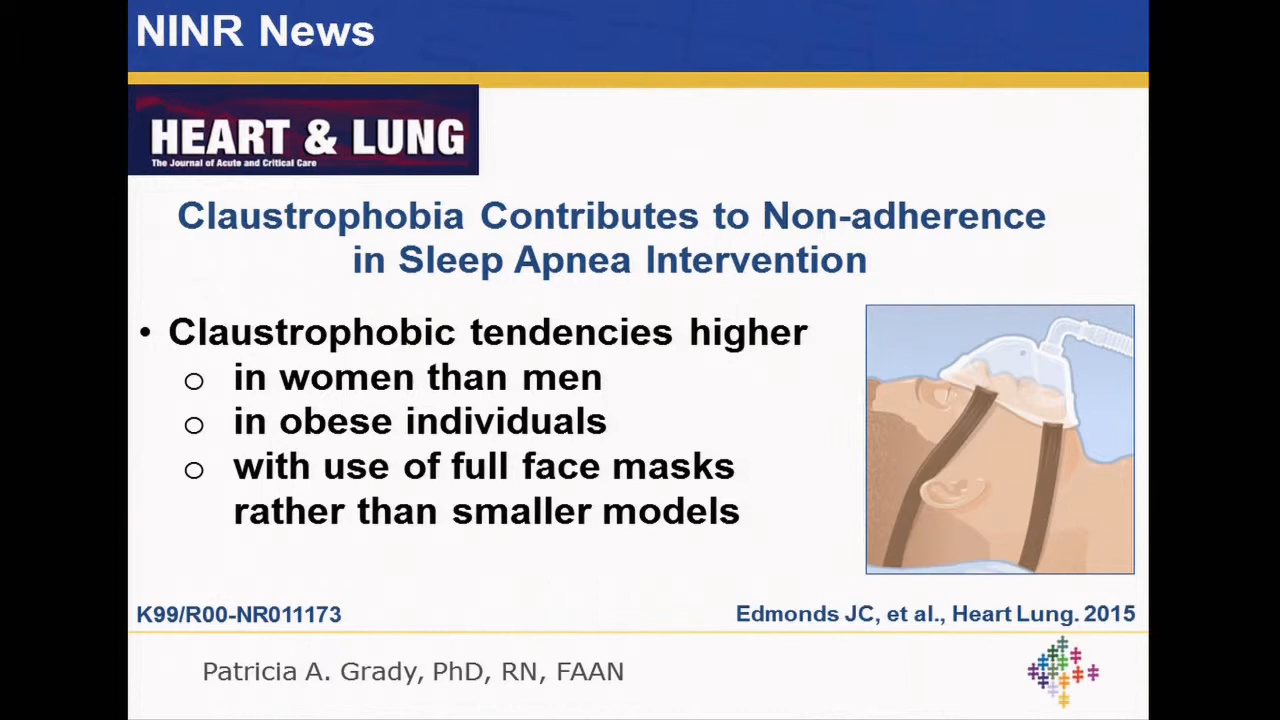 NINR News
HEART & LUNG
The Journal of Acute and Critical Care
Claustrophobia Contributes to Non-adherence
in Sleep Apnea Intervention
• Claustrophobic tendencies higher
o in women than men
o in obese individuals
o with use of full face masks
rather than smaller models
K99/R00-NR011173
Edmonds JC, et al., Heart Lung. 2015
Patricia A. Grady, PhD, RN, FAAN